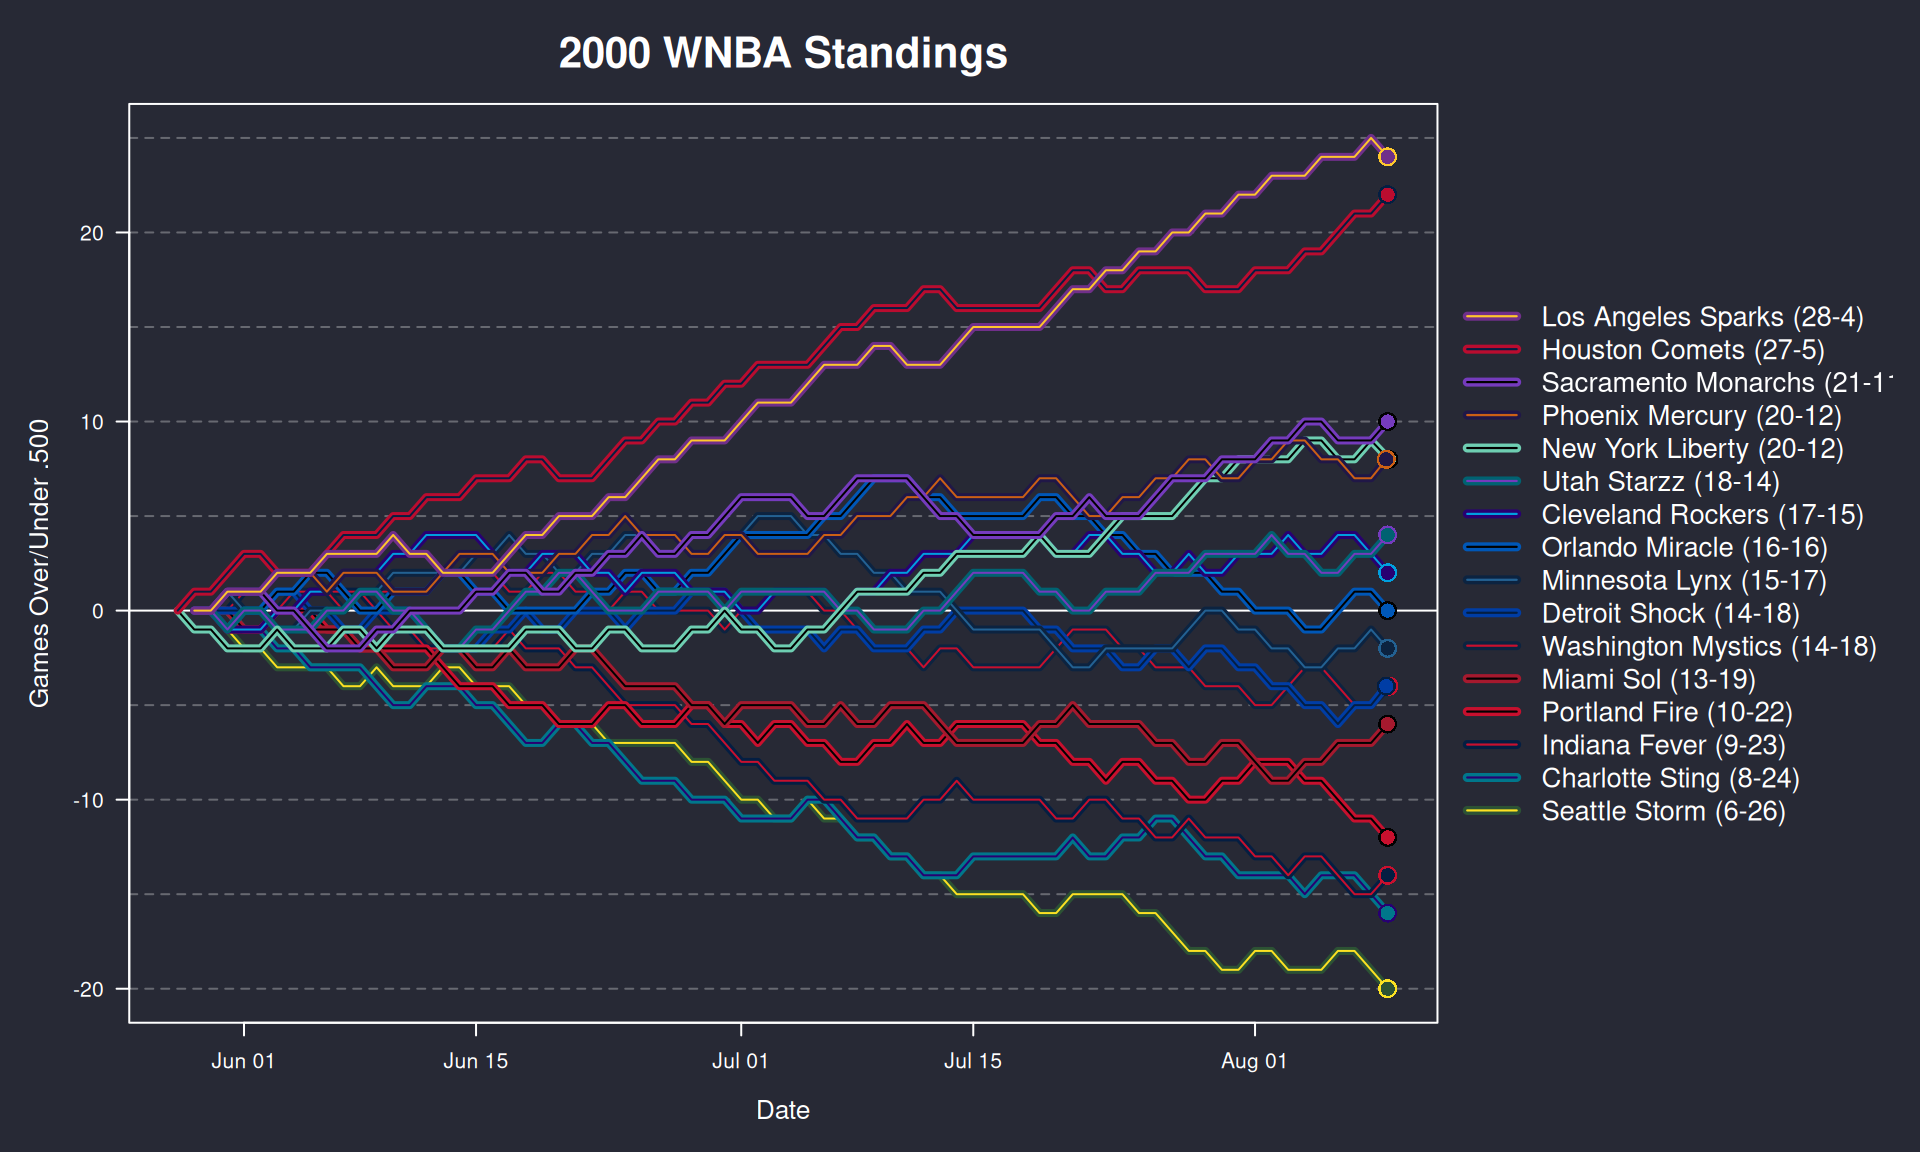 2000 WNBA Standings
Games Over/Under .500
20
10
0
-10
-20
Jun 01
Jun 15
Jul 01
Jul 15
Aug 01
Date
Los Angeles Sparks (28-4)
Houston Comets (27-5)
Sacramento Monarchs (21-1
Phoenix Mercury (20-12)
New York Liberty (20-12)
Utah Starzz (18-14)
Cleveland Rockers (17-15)
Orlando Miracle (16-16)
Minnesota Lynx (15-17)
Detroit Shock (14-18)
Washington Mystics (14-18)
Miami Sol (13-19)
Portland Fire (10-22)
Indiana Fever (9-23)
Charlotte Sting (8-24)
Seattle Storm (6-26)